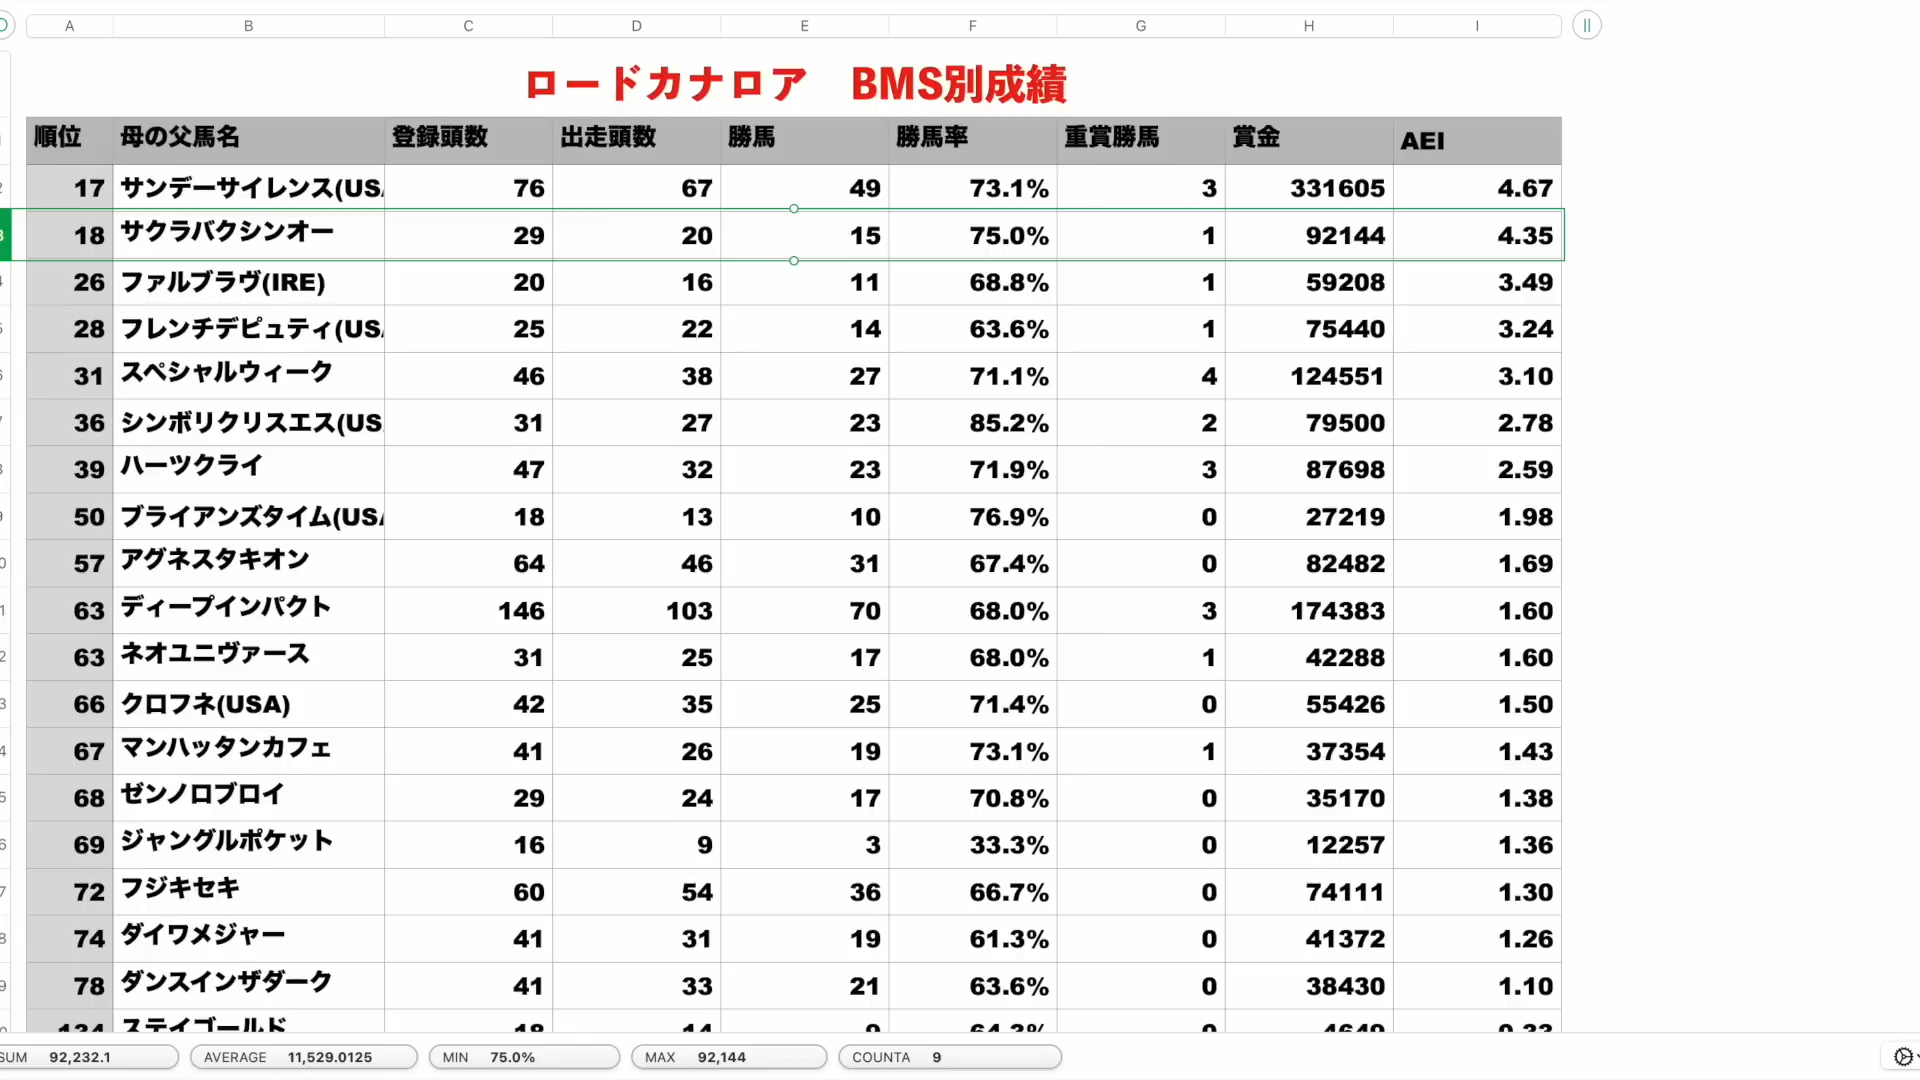 A B C D E F G H I
ロードカナロア BMS別成績
順位 母の父馬名 登録頭数 出走頭数 勝馬 勝馬率 重賞勝馬 賞金 AEI
17 サンデーサイレンス(US 76 67 49 73.1% 3 331605 4.67
18 サクラバクシンオー 29 20 15 75.0% 1 92144 4.35
26 ファルブラヴ(IRE) 20 16 11 68.8% 1 59208 3.49
28 フレンチデピュティ(US 25 22 14 63.6% 1 75440 3.24
31 スペシャルウィーク 46 38 27 71.1% 4 124551 3.10
36 シンボリクリスエス(US 31 27 23 85.2% 2 79500 2.78
39 ハーツクライ 47 32 23 71.9% 3 87698 2.59
50 ブライアンズタイム(US 18 13 10 76.9% 0 27219 1.98
57 アグネスタキオン 64 46 31 67.4% 0 82482 1.69
63 ディープインパクト 146 103 70 68.0% 3 174383 1.60
63 ネオユニヴァース 31 25 17 68.0% 1 42288 1.60
66 クロフネ(USA) 42 35 25 71.4% 0 55426 1.50
67 マンハッタンカフェ 41 26 19 73.1% 1 37354 1.43
68 ゼンノロブロイ 29 24 17 70.8% 0 35170 1.38
69 ジャングルポケット 16 9 3 33.3% 0 12257 1.36
72 フジキセキ 60 54 36 66.7% 0 74111 1.30
74 ダイワメジャー 41 31 19 61.3% 0 41372 1.26
78 ダンスインザダーク 41 33 21 63.6% 0 38430 1.10
ステイゴールド
SUM 92,232.1 AVERAGE 11,529.0125 MIN 75.0% MAX 92,144 COUNTA 9